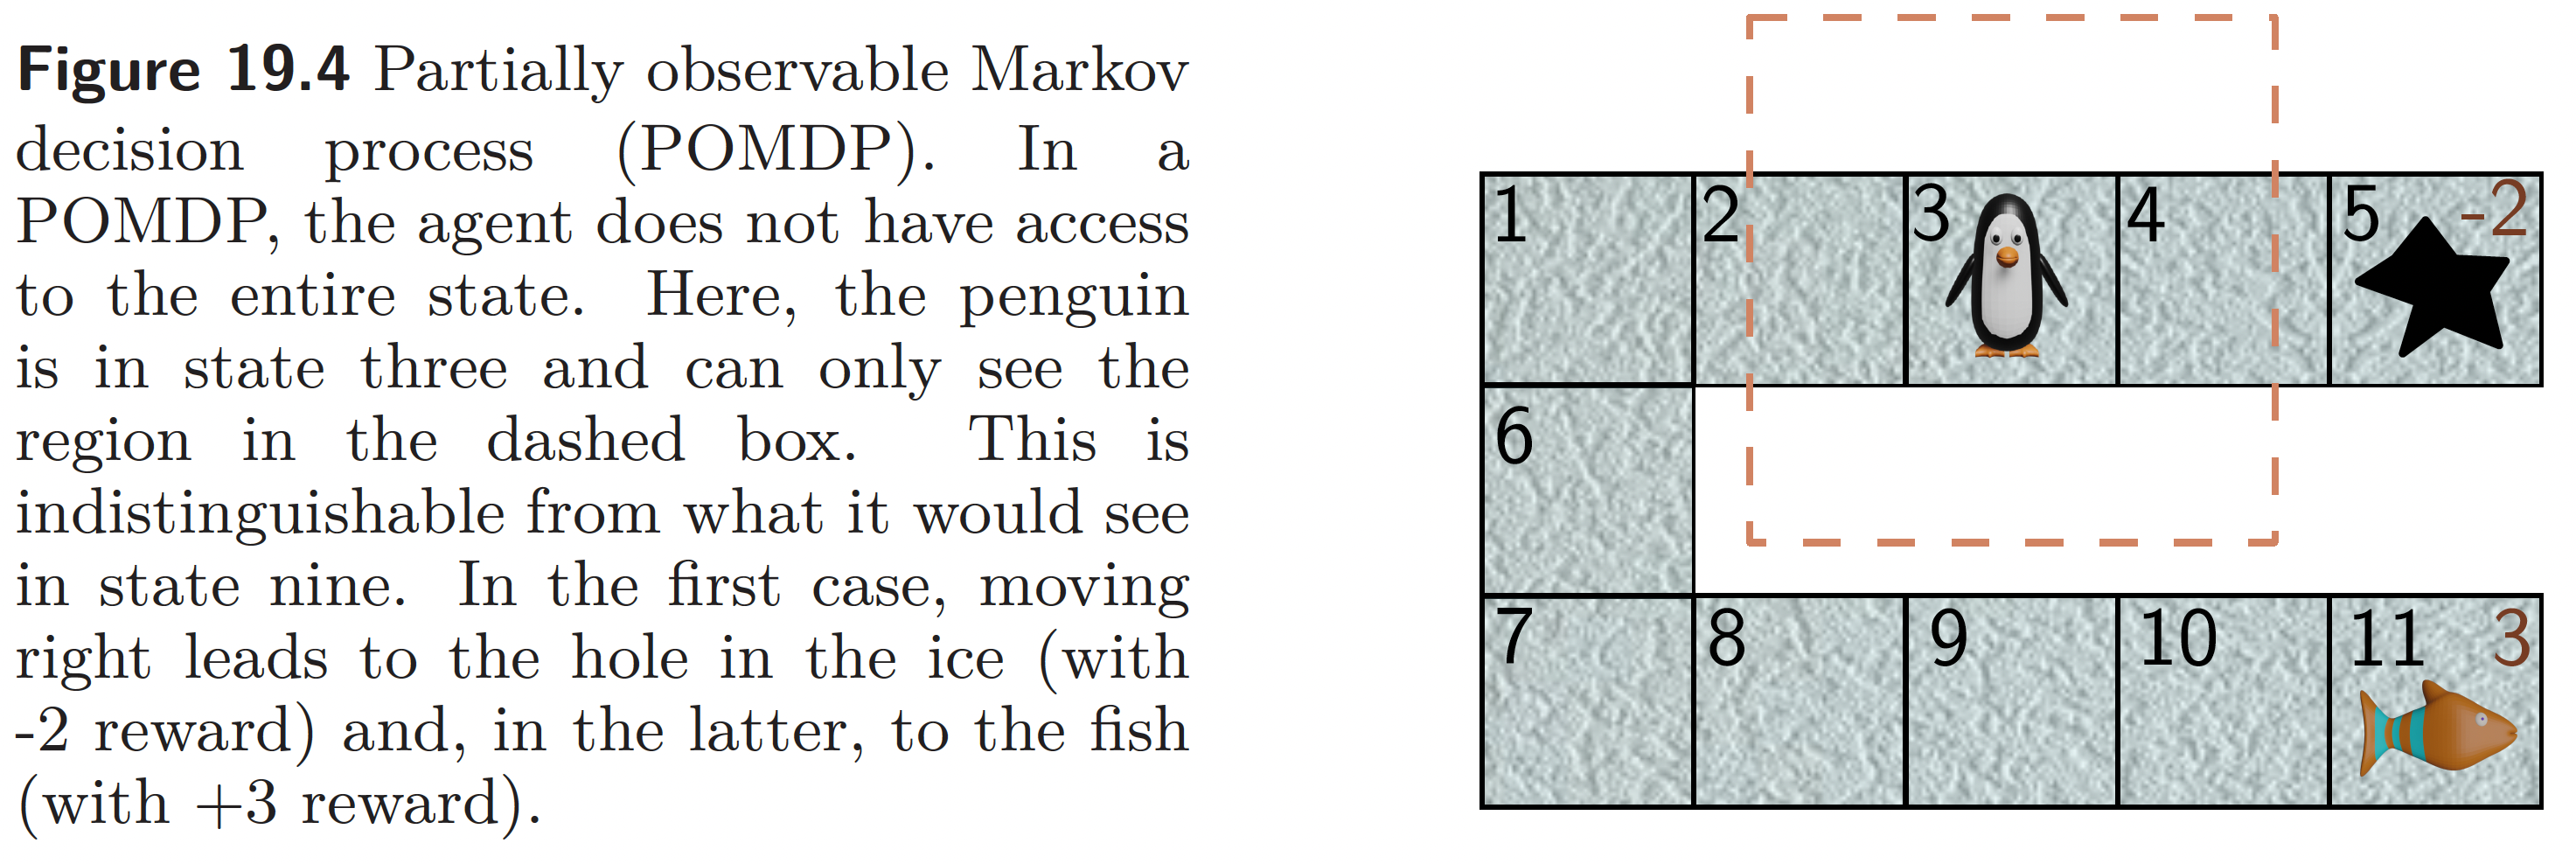 Figure 19.4 Partially observable Markov
decision process (POMDP). In a
POMDP, the agent does not have access
to the entire state. Here, the penguin
is in state three and can only see the
region in the dashed box. This is
indistinguishable from what it would see
in state nine. In the first case, moving
right leads to the hole in the ice (with
-2 reward) and, in the latter, to the fish
(with +3 reward).
1 2 3 4 5 -2
6
7 8 9 10 11 3